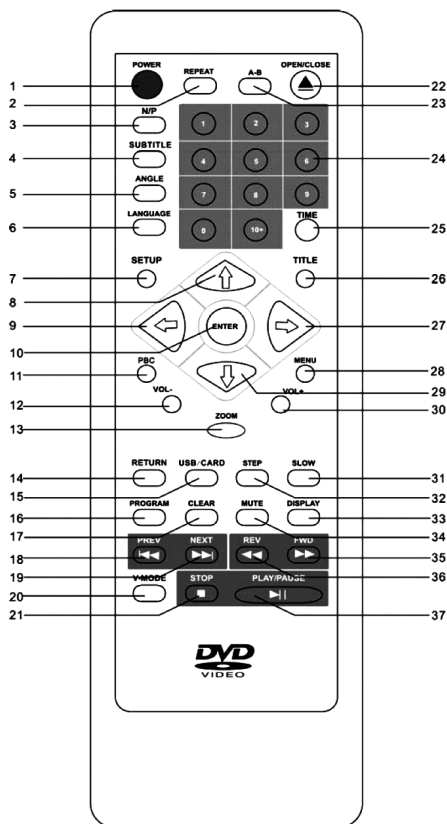 POWER REPEAT A-B OPEN/CLOSE
1 22
2 23
N/P
3 1 2 3
SUBTITLE
4 4 5 6 24
ANGLE
5 7 8 9
LANGUAGE TIME
6 0 10+ 25
SETUP TITLE
7 26
8
9 27
10 ENTER
PBC MENU
11 28
VOL- VOL+ 29
12 30
13 ZOOM
RETURN USB/CARD STEP SLOW
14 31
15 32
PROGRAM CLEAR MUTE DISPLAY
16 33
17 34
PREV NEXT REV FWD
18 35
19 36
V-MODE STOP PLAY/PAUSE
20
21 37
DVD
VIDEO